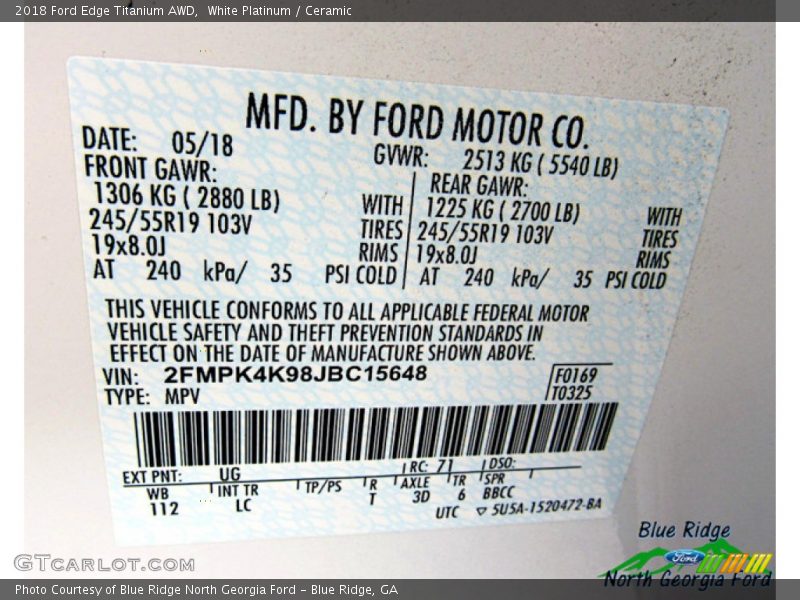 2018 Ford Edge Titanium AWD,  White Platinum / Ceramic
MFD. BY FORD MOTOR CO.
DATE: 05/18 GVWR: 2513 KG ( 5540 LB)
FRONT GAWR: REAR GAWR:
1306 KG ( 2880 LB) WITH 1225 KG ( 2700 LB) WITH
245/55R19 103V TIRES 245/55R19 103V TIRES
19x8.0J RIMS 19x8.0J RIMS
AT 240 kPa/ 35 PSI COLD AT 240 kPa/ 35 PSI COLD
THIS VEHICLE CONFORMS TO ALL APPLICABLE FEDERAL MOTOR
VEHICLE SAFETY AND THEFT PREVENTION STANDARDS IN
EFFECT ON THE DATE OF MANUFACTURE SHOWN ABOVE.
VIN: 2FMPK4K98JBC15648 F0169
TYPE: MPV T0325
EXT PNT: UG RC: 71 DSO:
WB INT TR TP/PS R AXLE TR SPR
112 LC T 3D 6 BBCC
UTC ▽ 5U5A-1520472-BA
Blue Ridge
Ford
North Georgia Ford
GTCARLOT.COM
Photo Courtesy of Blue Ridge North Georgia Ford – Blue Ridge, GA